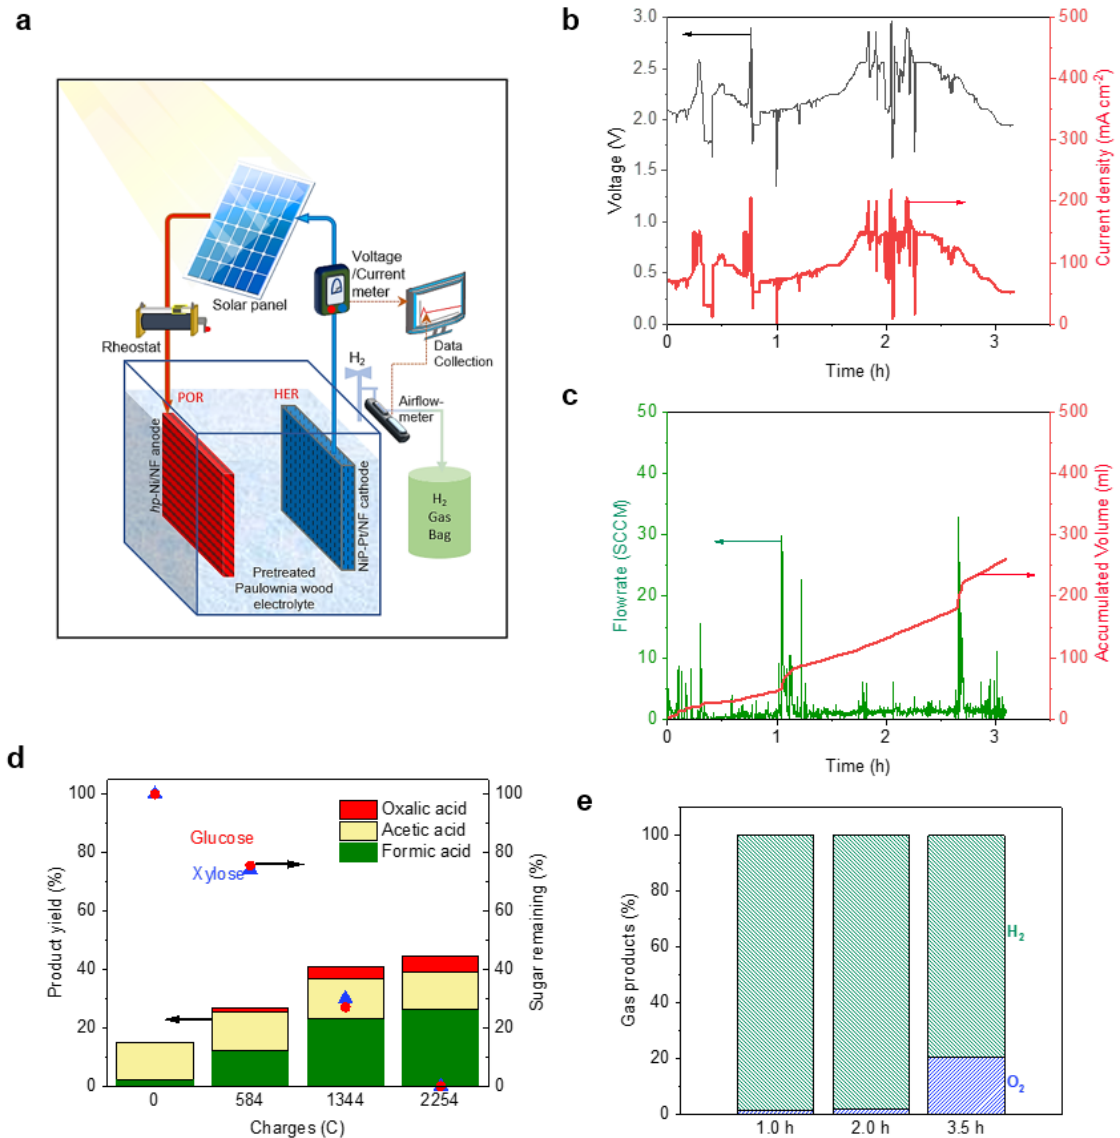 a
Solar panel
Voltage
/Current
meter
Rheostat
Data
Collection
H2
Airflow-
meter
POR
HER
hp-Ni/NF anode
NiP-Pt/NF cathode
H2
Gas
Bag
Pretreated
Paulownia wood
electrolyte
b
Voltage (V)
3.0
2.5
2.0
1.5
1.0
0.5
0.0
500
400
300
200
100
0
Current density (mA cm-2)
0 1 2 3
Time (h)
c
Flowrate (SCCM)
50
40
30
20
10
0
500
400
300
200
100
0
Accumulated Volume (ml)
0 1 2 3
Time (h)
d
Product yield (%)
100
80
60
40
20
0
Glucose
Xylose
Oxalic acid
Acetic acid
Formic acid
100
80
60
40
20
0
Sugar remaining (%)
0 584 1344 2254
Charges (C)
e
Gas products (%)
100
80
60
40
20
0
H2
O2
1.0 h 2.0 h 3.5 h